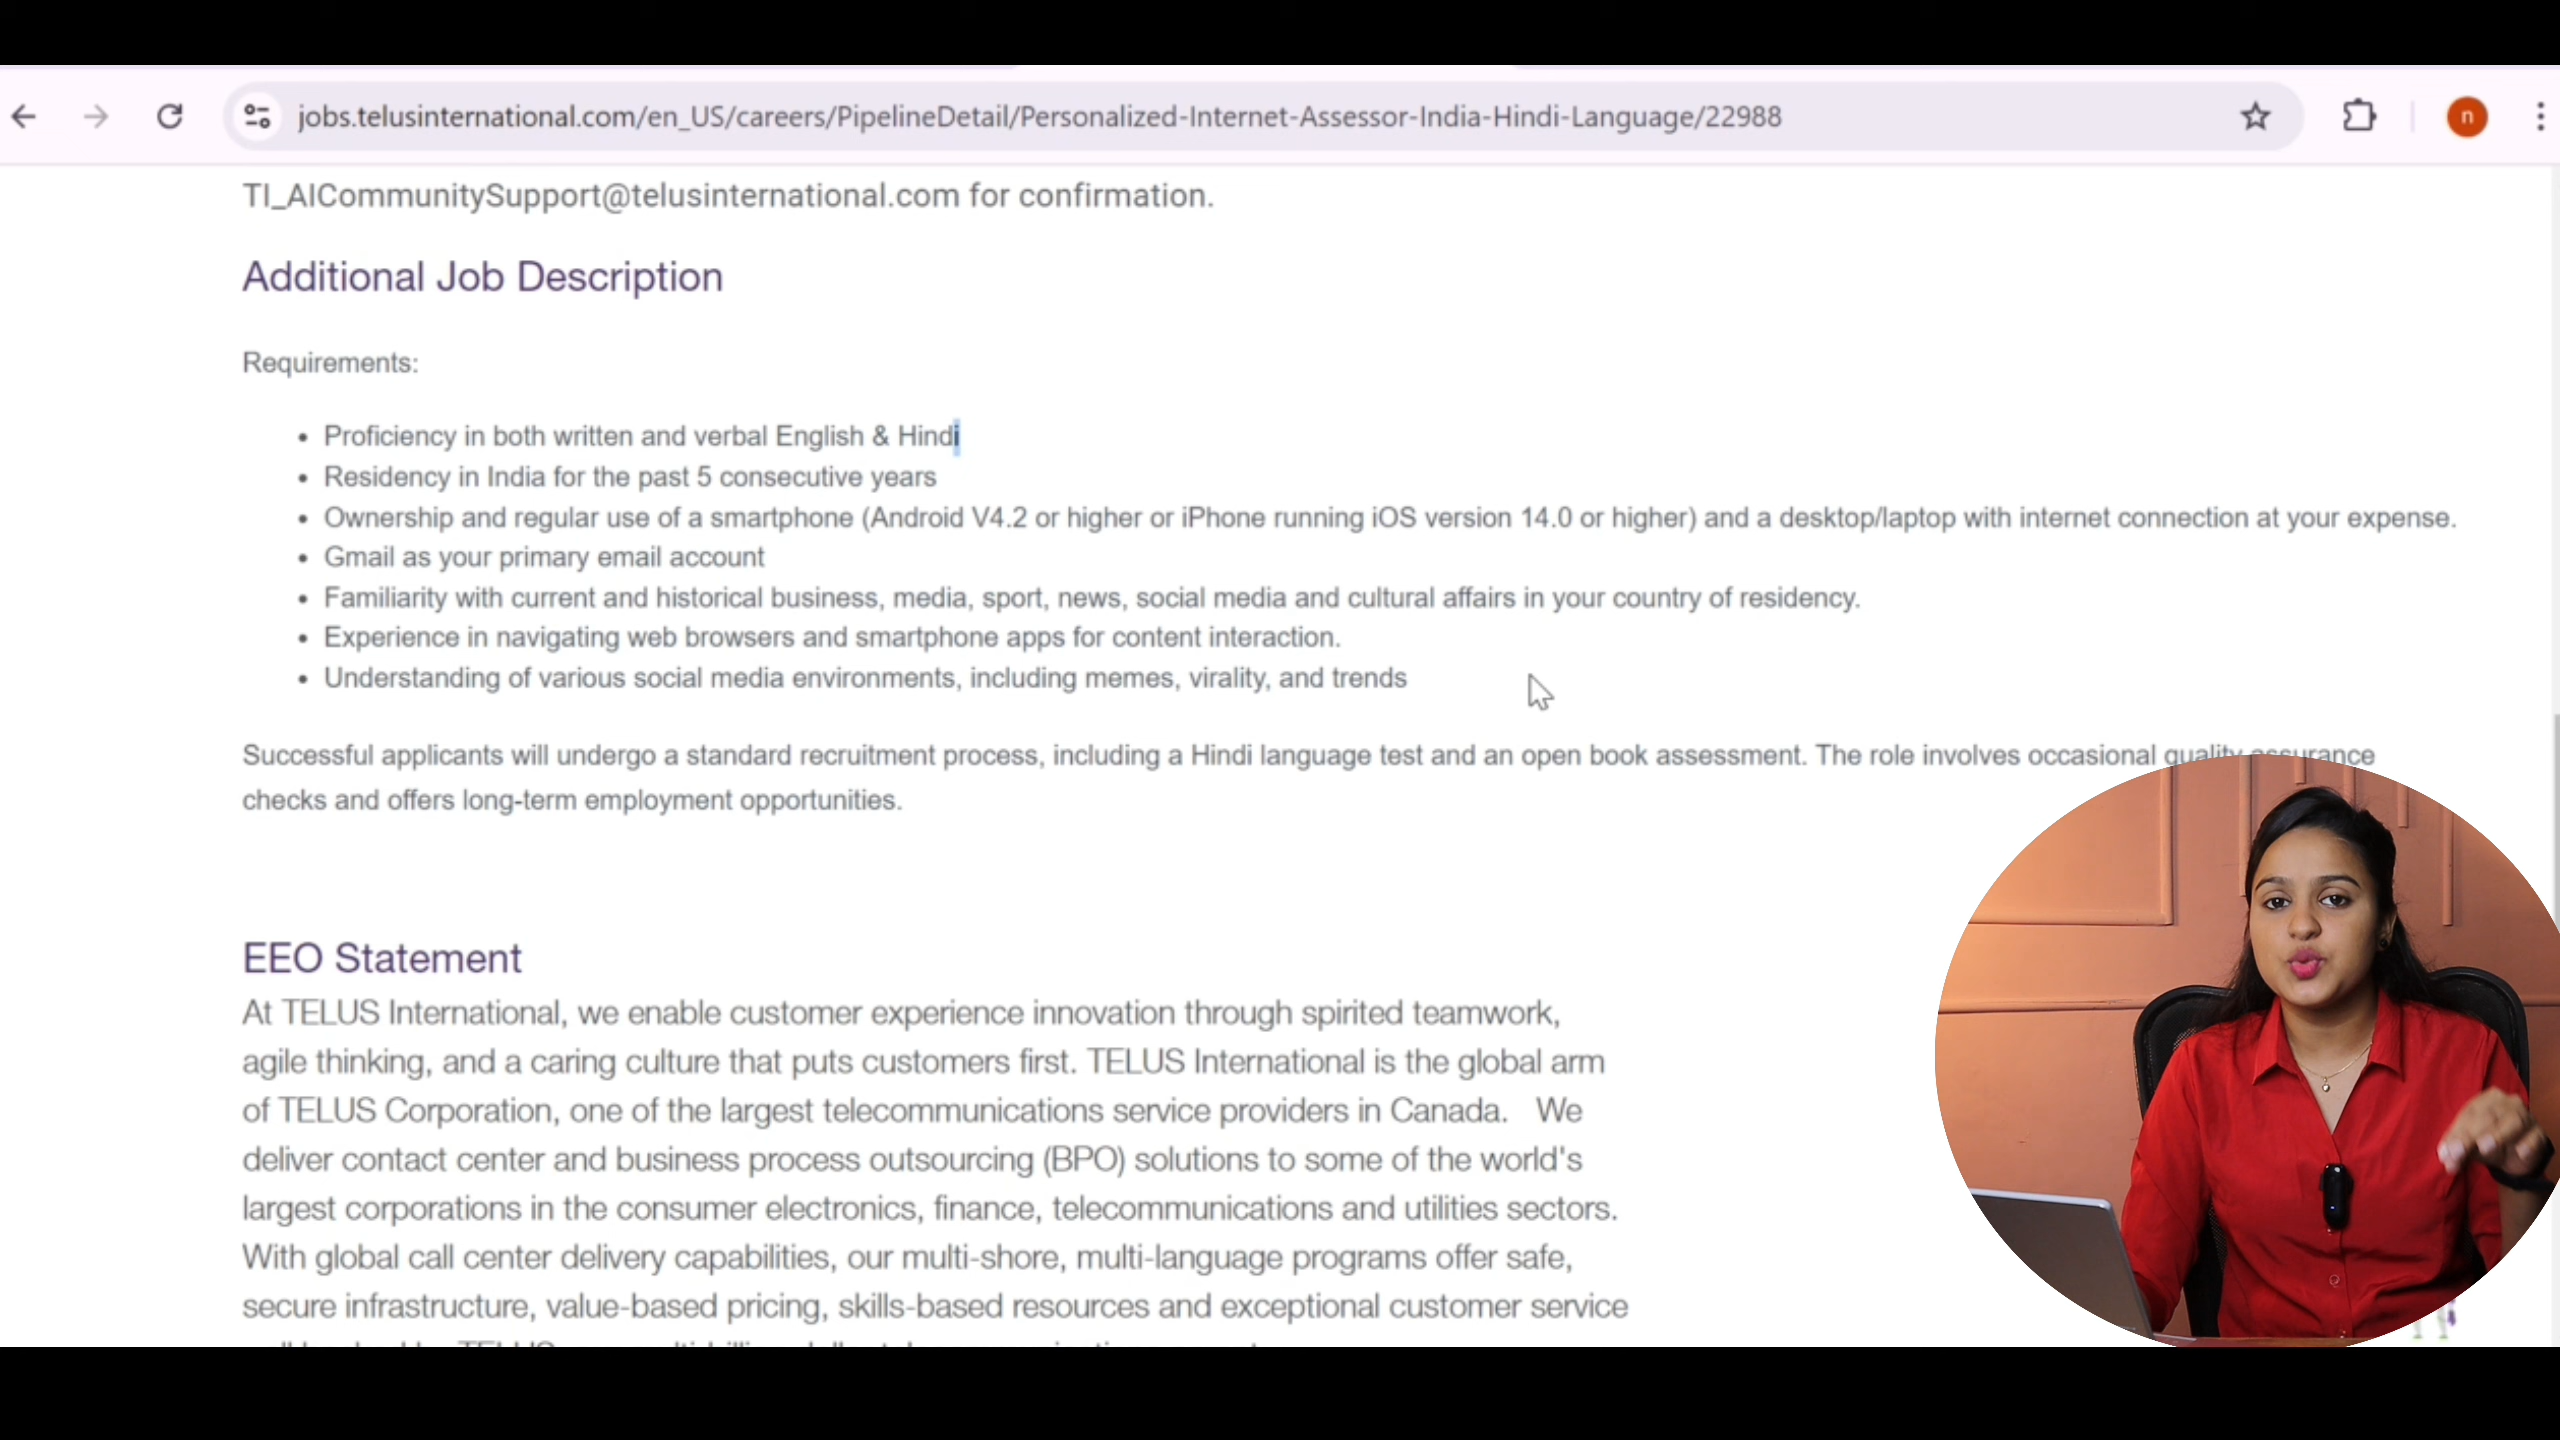 jobs.telusinternational.com/en_US/careers/PipelineDetail/Personalized-Internet-Assessor-India-Hindi-Language/22988
n
TI_AICommunitySupport@telusinternational.com for confirmation.
Additional Job Description
Requirements:
• Proficiency in both written and verbal English & Hindi
• Residency in India for the past 5 consecutive years
• Ownership and regular use of a smartphone (Android V4.2 or higher or iPhone running iOS version 14.0 or higher) and a desktop/laptop with internet connection at your expense.
• Gmail as your primary email account
• Familiarity with current and historical business, media, sport, news, social media and cultural affairs in your country of residency.
• Experience in navigating web browsers and smartphone apps for content interaction.
• Understanding of various social media environments, including memes, virality, and trends
Successful applicants will undergo a standard recruitment process, including a Hindi language test and an open book assessment. The role involves occasional quality assurance
checks and offers long-term employment opportunities.
EEO Statement
At TELUS International, we enable customer experience innovation through spirited teamwork,
agile thinking, and a caring culture that puts customers first. TELUS International is the global arm
of TELUS Corporation, one of the largest telecommunications service providers in Canada. We
deliver contact center and business process outsourcing (BPO) solutions to some of the world's
largest corporations in the consumer electronics, finance, telecommunications and utilities sectors.
With global call center delivery capabilities, our multi-shore, multi-language programs offer safe,
secure infrastructure, value-based pricing, skills-based resources and exceptional customer service